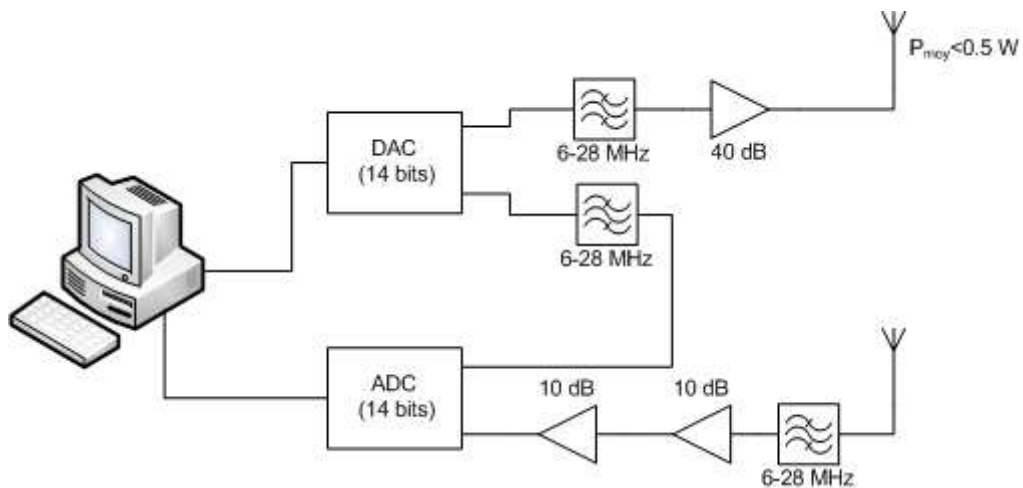 P_moy<0.5 W
DAC
(14 bits)
6-28 MHz
40 dB
6-28 MHz
ADC
(14 bits)
10 dB
10 dB
6-28 MHz